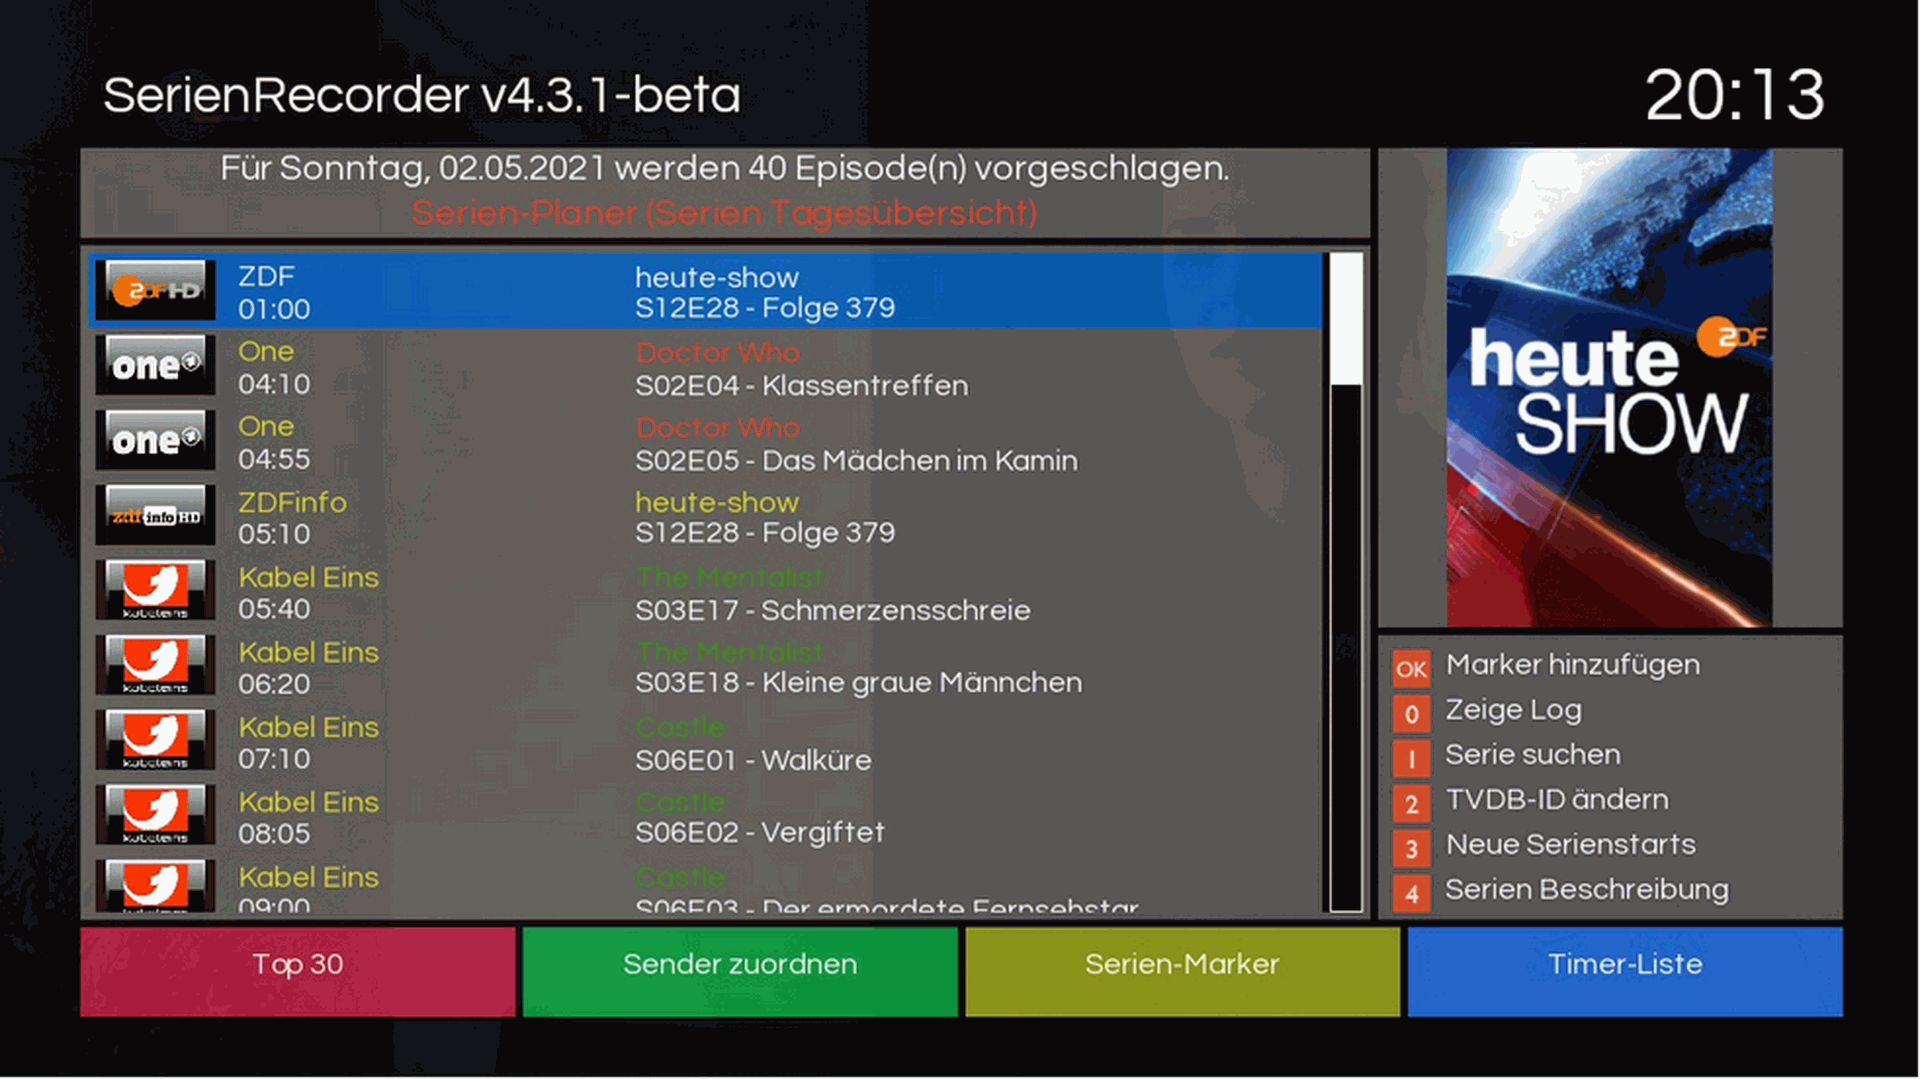 SerienRecorder v4.3.1-beta
20:13
Für Sonntag, 02.05.2021 werden 40 Episode(n) vorgeschlagen.
Serien-Planer (Serien Tagesübersicht)
ZDF HD
ZDF
heute-show
01:00
S12E28 - Folge 379
one
One
Doctor Who
04:10
S02E04 - Klassentreffen
one
One
Doctor Who
04:55
S02E05 - Das Mädchen im Kamin
zdf info HD
ZDFinfo
heute-show
05:10
S12E28 - Folge 379
Kabel Eins
The Mentalist
05:40
S03E17 - Schmerzensschreie
kabel eins
Kabel Eins
The Mentalist
06:20
S03E18 - Kleine graue Männchen
kabel eins
Kabel Eins
Castle
07:10
S06E01 - Walküre
kabel eins
Kabel Eins
Castle
08:05
S06E02 - Vergiftet
kabel eins
Kabel Eins
Castle
09:00
S06E03 - Der ermordete Fernsehstar
ZDF
heute
SHOW
OK Marker hinzufügen
0 Zeige Log
1 Serie suchen
2 TVDB-ID ändern
3 Neue Serienstarts
4 Serien Beschreibung
Top 30
Sender zuordnen
Serien-Marker
Timer-Liste